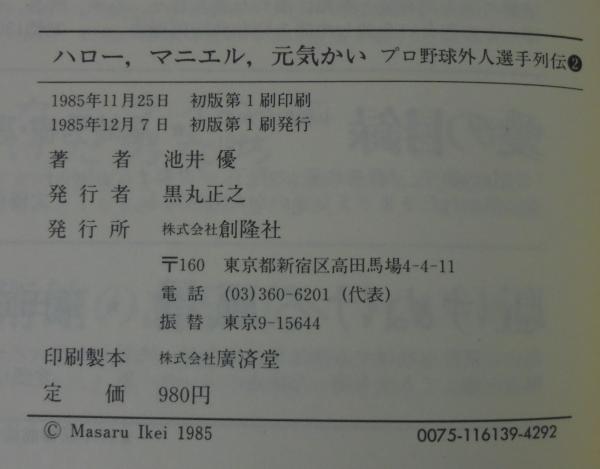 ハロー，マニエル，元気かい　プロ野球外人選手列伝❷
1985年11月25日　初版第1刷印刷
1985年12月7日　初版第1刷発行
著　者　池井 優
発行者　黒丸正之
発行所　株式会社創隆社
〒160　東京都新宿区高田馬場4-4-11
電話　(03)360-6201 (代表)
振替　東京9-15644
印刷製本　株式会社廣済堂
定　価　980円
© Masaru Ikei 1985　0075-116139-4292